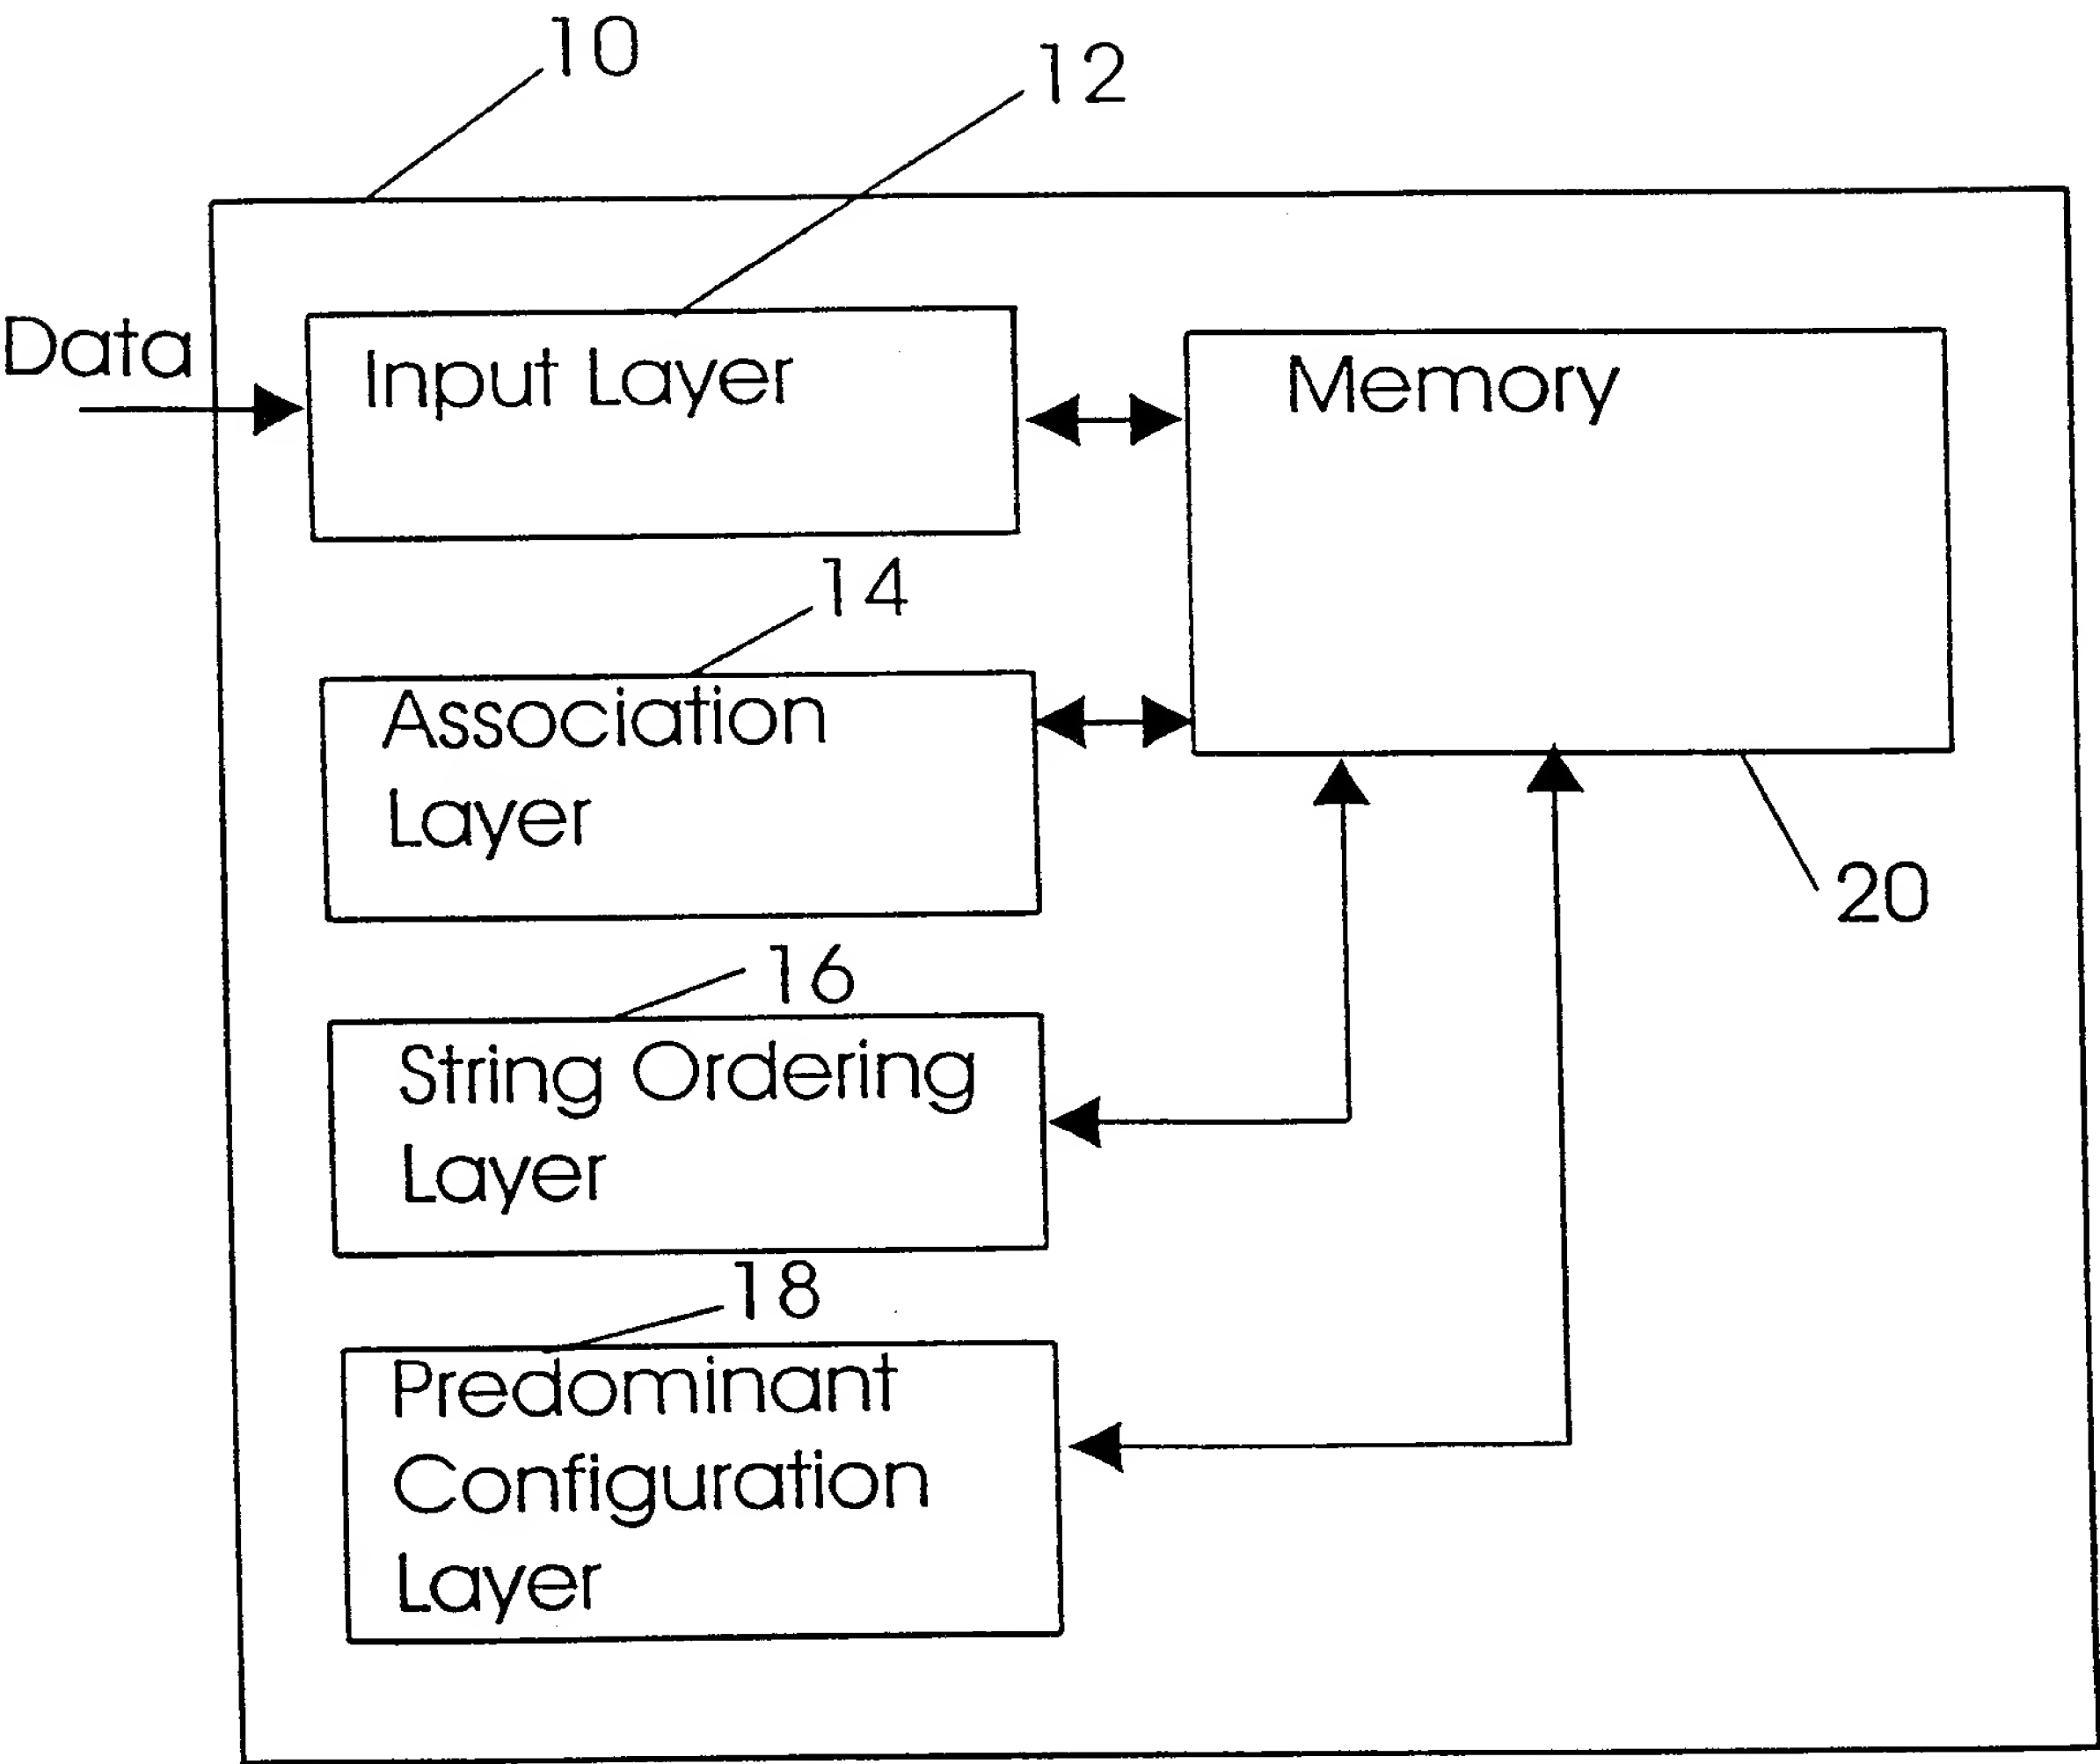 10
12
Data
Input Layer
Memory
14
Association
Layer
20
16
String Ordering
Layer
18
Predominant
Configuration
Layer